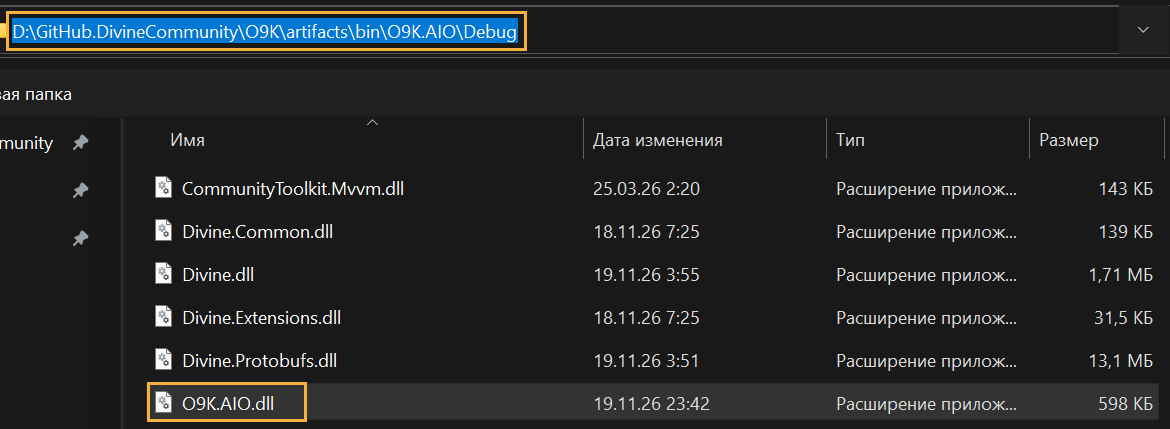 D:\GitHub.DivineCommunity\O9K\artifacts\bin\O9K.AIO\Debug
вая папка
munity
Имя Дата изменения Тип Размер
CommunityToolkit.Mvvm.dll 25.03.26 2:20 Расширение прилож... 143 КБ
Divine.Common.dll 18.11.26 7:25 Расширение прилож... 139 КБ
Divine.dll 19.11.26 3:55 Расширение прилож... 1,71 МБ
Divine.Extensions.dll 18.11.26 7:25 Расширение прилож... 31,5 КБ
Divine.Protobufs.dll 19.11.26 3:51 Расширение прилож... 13,1 МБ
O9K.AIO.dll 19.11.26 23:42 Расширение прилож... 598 КБ